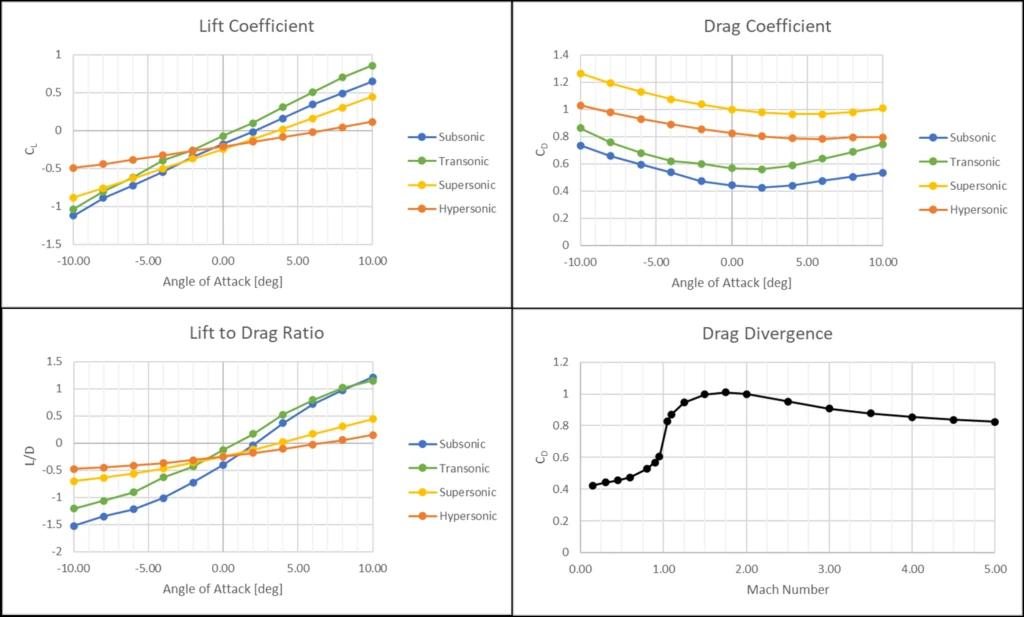 Lift Coefficient
1
0.5
0
-0.5
-1
-1.5
C_L
-10.00 -5.00 0.00 5.00 10.00
Angle of Attack [deg]
Subsonic
Transonic
Supersonic
Hypersonic
Drag Coefficient
1.4
1.2
1
0.8
0.6
0.4
0.2
0
C_D
-10.00 -5.00 0.00 5.00 10.00
Angle of Attack [deg]
Subsonic
Transonic
Supersonic
Hypersonic
Lift to Drag Ratio
1.5
1
0.5
0
-0.5
-1
-1.5
-2
L/D
-10.00 -5.00 0.00 5.00 10.00
Angle of Attack [deg]
Subsonic
Transonic
Supersonic
Hypersonic
Drag Divergence
1.2
1
0.8
0.6
0.4
0.2
0
C_D
0.00 1.00 2.00 3.00 4.00 5.00
Mach Number